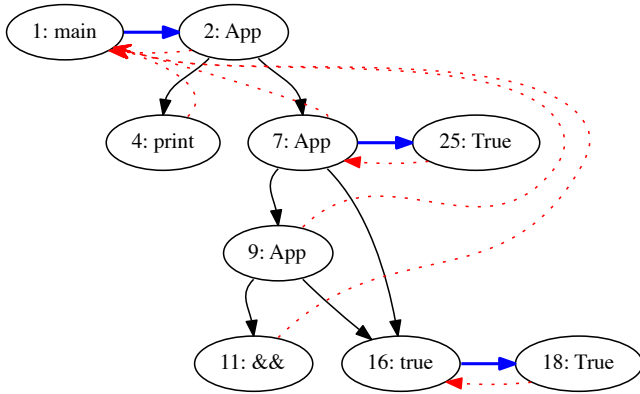 1: main
2: App
4: print
7: App
25: True
9: App
11: &&
16: true
18: True